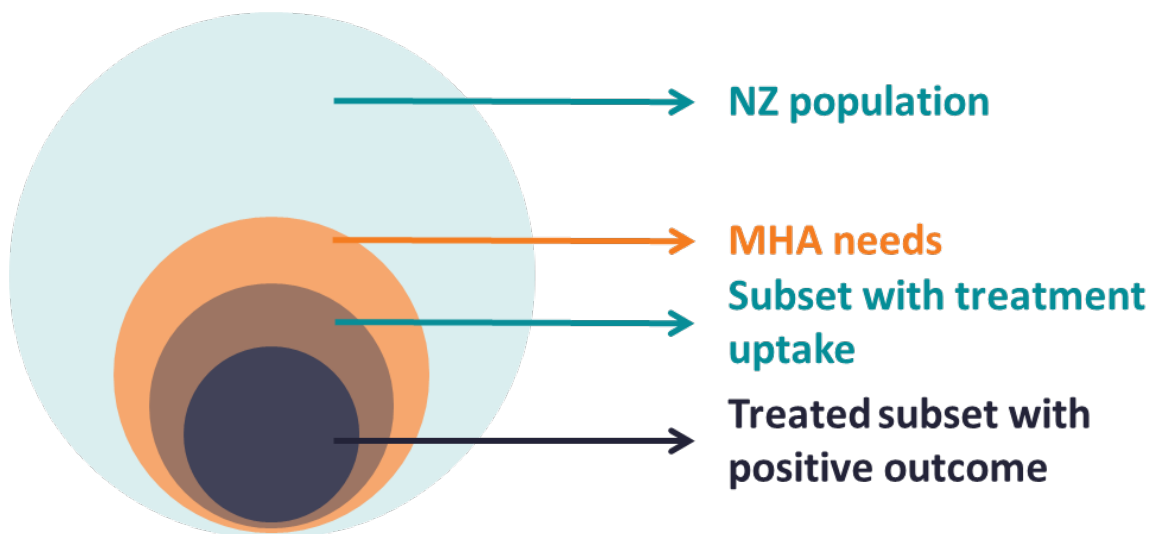 NZ population
MHA needs
Subset with treatment
uptake
Treated subset with
positive outcome